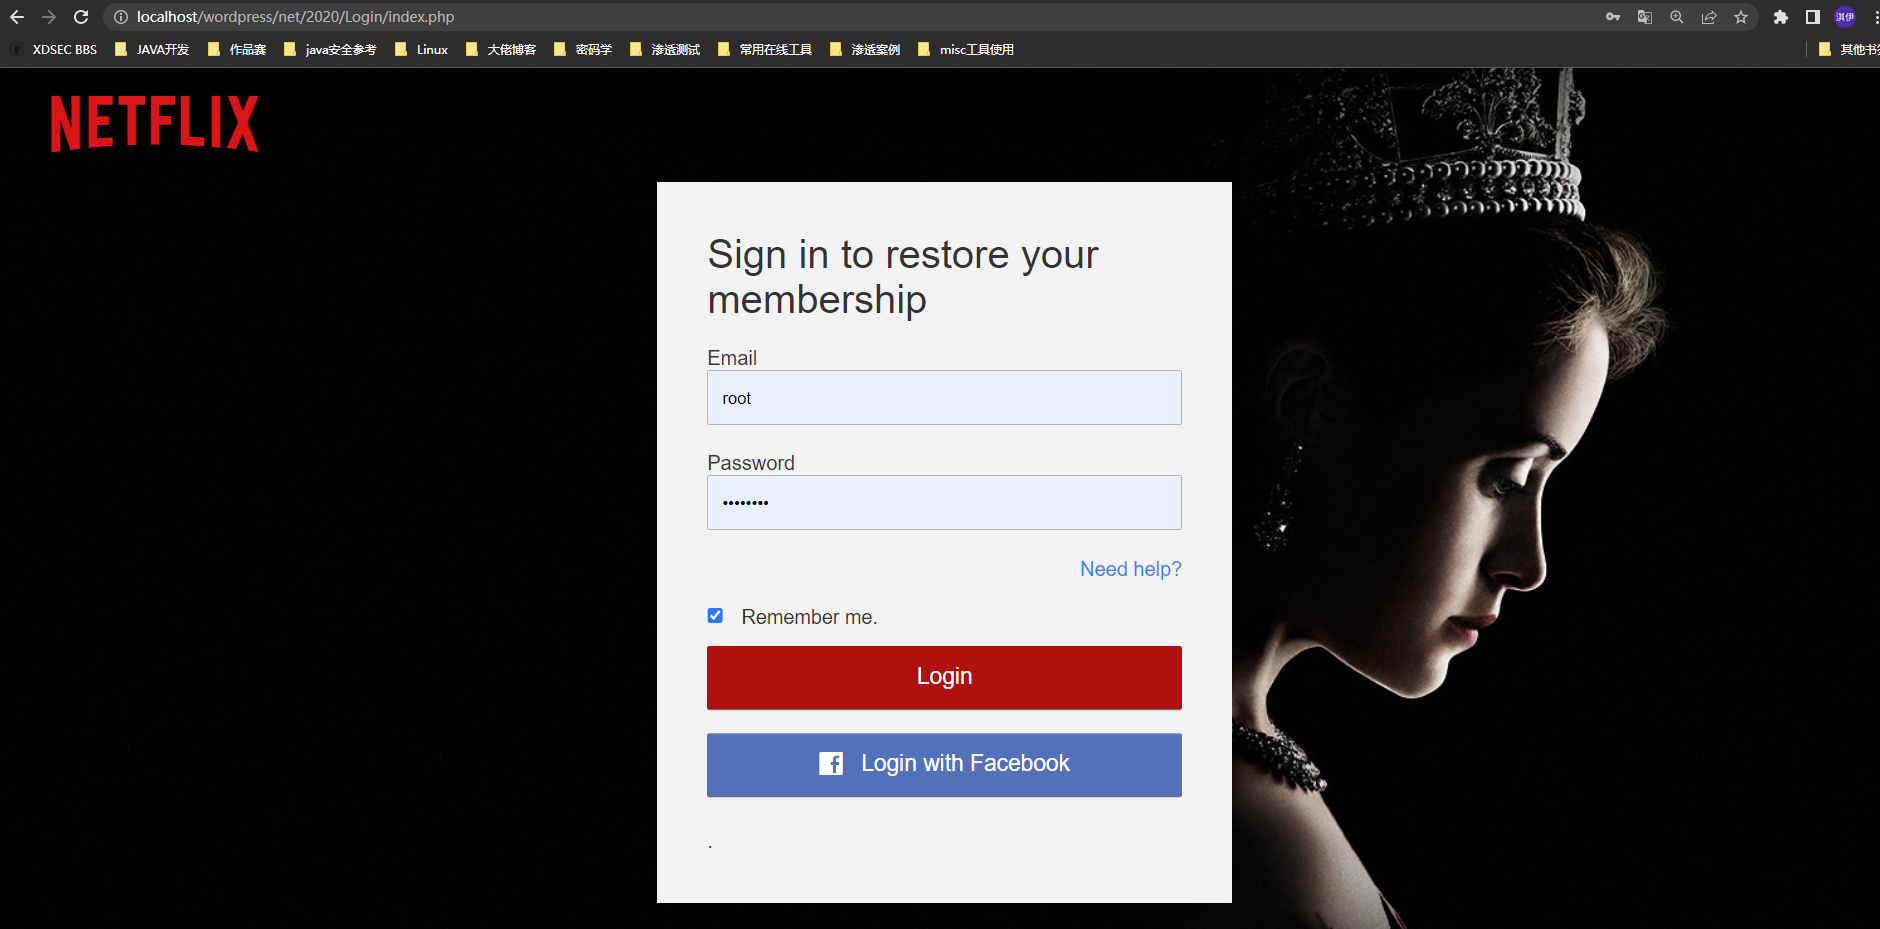 localhost/wordpress/net/2020/Login/index.php
淇伊
XDSEC BBS JAVA开发 作品赛 java安全参考 Linux 大佬博客 密码学 渗透测试 常用在线工具 渗透案例 misc工具使用 其他书
NETFLIX
Sign in to restore your
membership
Email
root
Password
••••••••
Need help?
Remember me.
Login
Login with Facebook
.